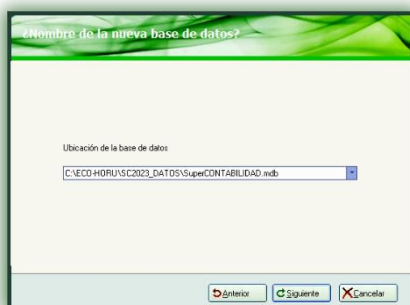 ¿Nombre de la nueva base de datos?
Ubicación de la base de datos
C:\ECO-HORU\SC2023_DATOS\SuperCONTABILIDAD.mdb
Anterior Siguiente Cancelar